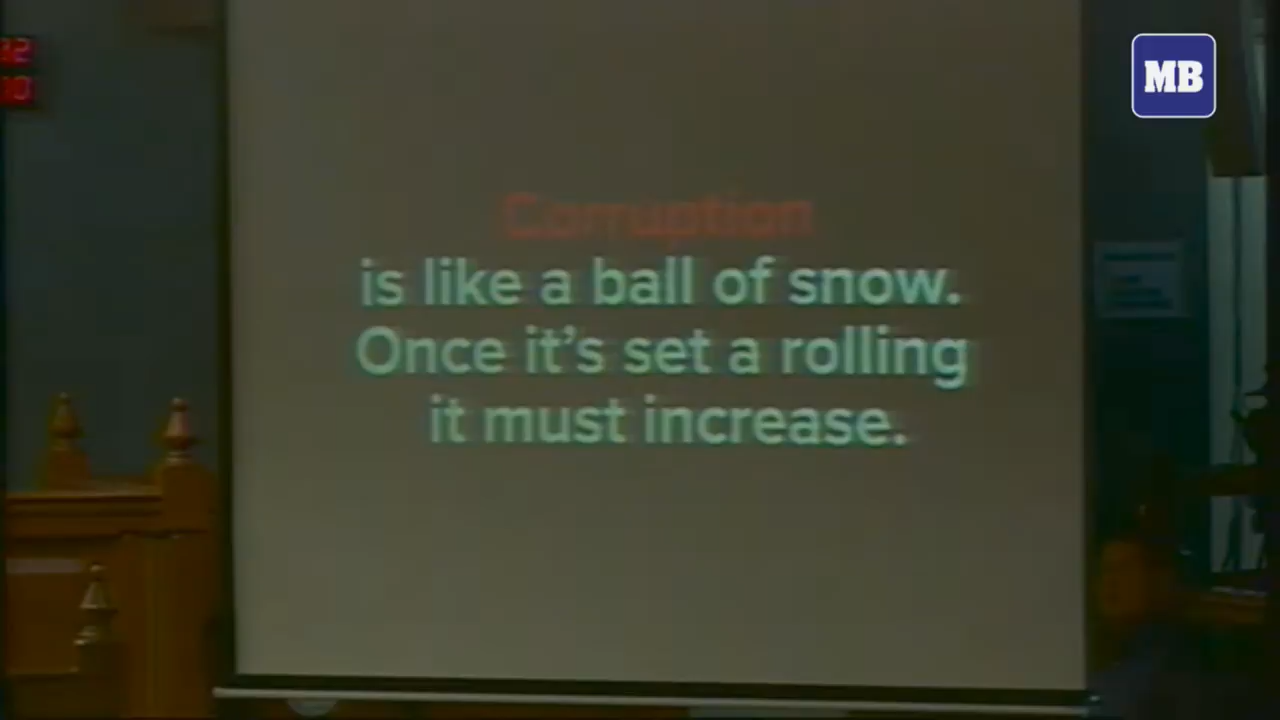 MB
Corruption
is like a ball of snow.
Once it's set a rolling
it must increase.